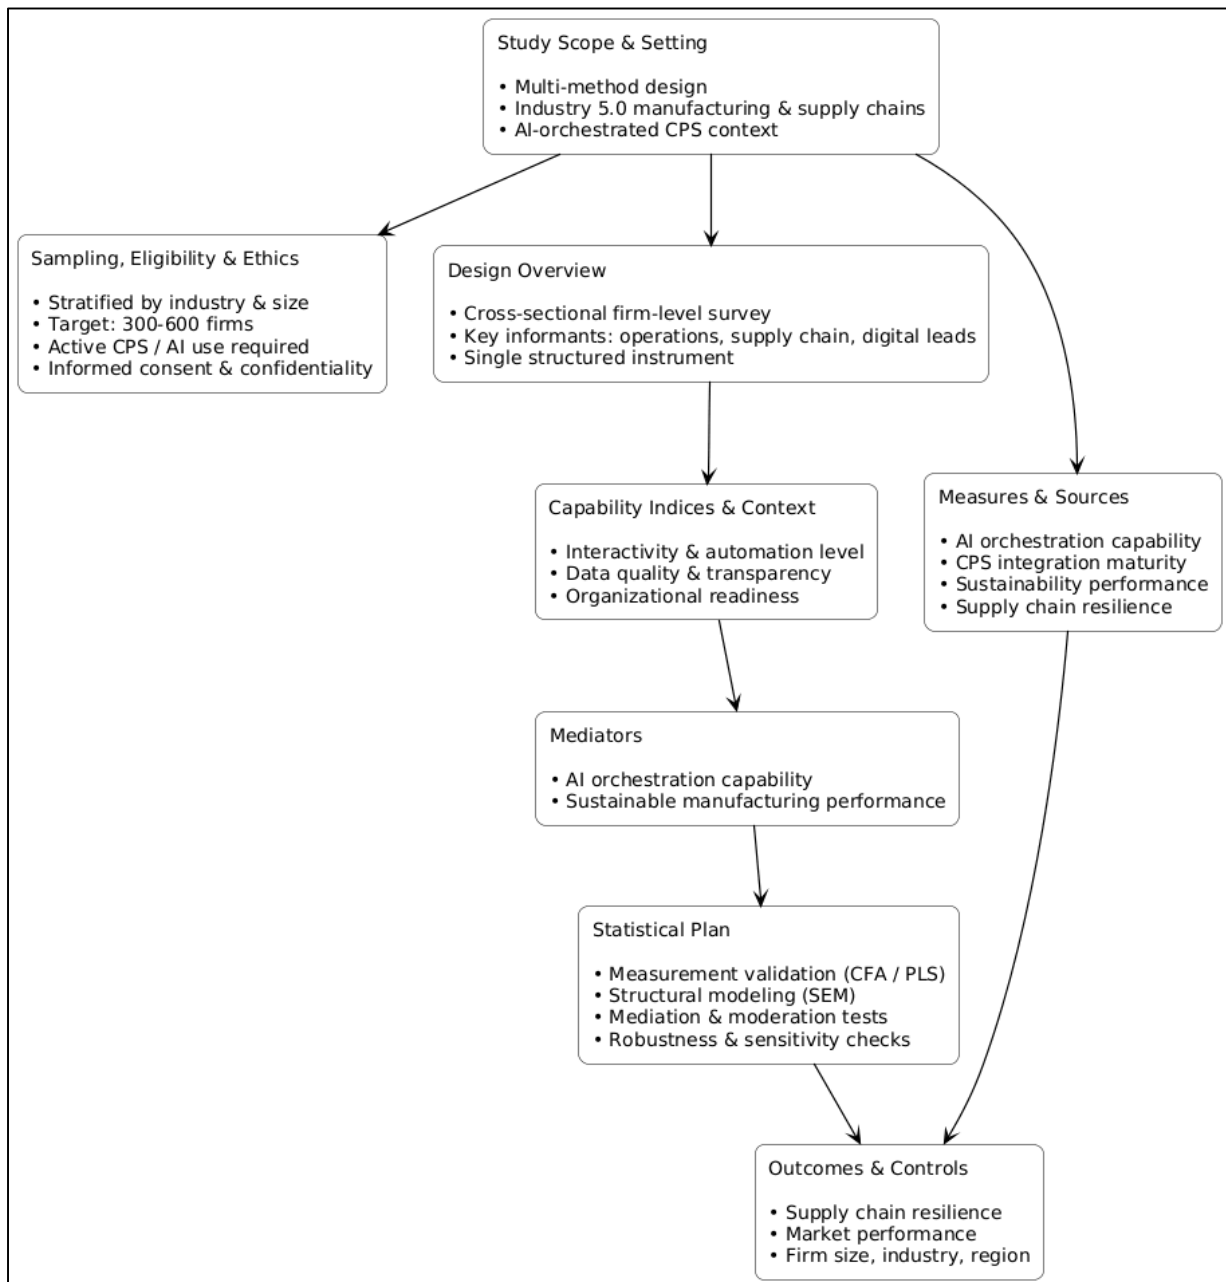 Study Scope & Setting
• Multi-method design
• Industry 5.0 manufacturing & supply chains
• AI-orchestrated CPS context
Sampling, Eligibility & Ethics
• Stratified by industry & size
• Target: 300-600 firms
• Active CPS / AI use required
• Informed consent & confidentiality
Design Overview
• Cross-sectional firm-level survey
• Key informants: operations, supply chain, digital leads
• Single structured instrument
Capability Indices & Context
• Interactivity & automation level
• Data quality & transparency
• Organizational readiness
Measures & Sources
• AI orchestration capability
• CPS integration maturity
• Sustainability performance
• Supply chain resilience
Mediators
• AI orchestration capability
• Sustainable manufacturing performance
Statistical Plan
• Measurement validation (CFA / PLS)
• Structural modeling (SEM)
• Mediation & moderation tests
• Robustness & sensitivity checks
Outcomes & Controls
• Supply chain resilience
• Market performance
• Firm size, industry, region